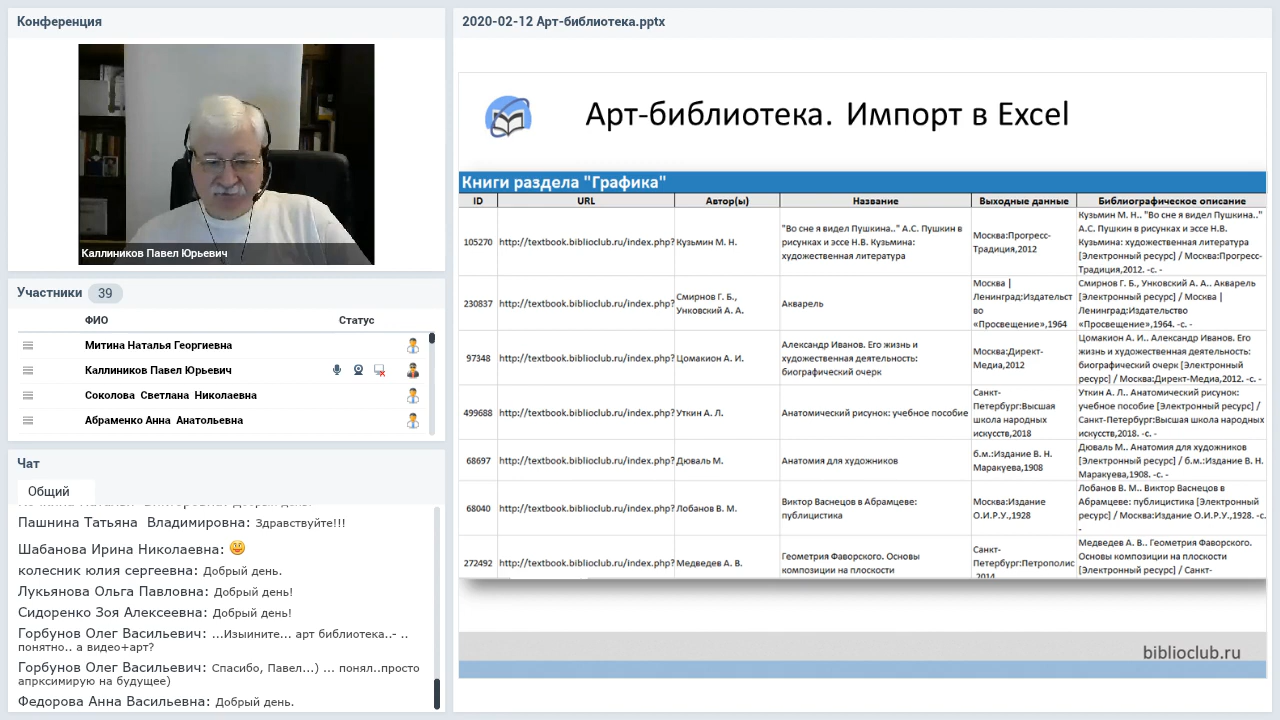 Конференция
Каллиников Павел Юрьевич
Участники 39
ФИО Статус
Митина Наталья Георгиевна
Каллиников Павел Юрьевич
Соколова Светлана Николаевна
Абраменко Анна Анатольевна
Чат
Общий
Пашнина Татьяна Владимировна: Здравствуйте!!!
Шабанова Ирина Николаевна:
колесник юлия сергеевна: Добрый день.
Лукьянова Ольга Павловна: Добрый день!
Сидоренко Зоя Алексеевна: Добрый день!
Горбунов Олег Васильевич: ...Изыините... арт библиотека..- ..
понятно.. а видео+арт?
Горбунов Олег Васильевич: Спасибо, Павел...) ... понял..просто
апрксимирую на будущее)
Федорова Анна Васильевна: Добрый день.
2020-02-12 Арт-библиотека.pptx
Арт-библиотека. Импорт в Excel
Книги раздела "Графика"
ID URL Автор(ы) Название Выходные данные Библиографическое описание
105270
http://textbook.biblioclub.ru/index.php?
Кузьмин М. Н.
"Во сне я видел Пушкина.." А.С. Пушкин в
рисунках и эссе Н.В. Кузьмина:
художественная литература
Москва:Прогресс-
Традиция,2012
Кузьмин М. Н.. "Во сне я видел Пушкина.."
А.С. Пушкин в рисунках и эссе Н.В.
Кузьмина: художественная литература
[Электронный ресурс] / Москва:Прогресс-
Традиция,2012. -с. -
230837
http://textbook.biblioclub.ru/index.php?
Смирнов Г. Б.,
Унковский А. А.
Акварель
Москва |
Ленинград:Издательст
во
«Просвещение»,1964
Смирнов Г. Б., Унковский А. А.. Акварель
[Электронный ресурс] / Москва |
Ленинград:Издательство
«Просвещение»,1964. -с. -
97348
http://textbook.biblioclub.ru/index.php?
Цомакион А. И.
Александр Иванов. Его жизнь и
художественная деятельность:
биографический очерк
Москва:Директ-
Медиа,2012
Цомакион А. И.. Александр Иванов. Его
жизнь и художественная деятельность:
биографический очерк [Электронный
ресурс] / Москва:Директ-Медиа,2012. -с. -
499688
http://textbook.biblioclub.ru/index.php?
Уткин А. Л.
Анатомический рисунок: учебное пособие
Санкт-
Петербург:Высшая
школа народных
искусств,2018
Уткин А. Л.. Анатомический рисунок:
учебное пособие [Электронный ресурс] /
Санкт-Петербург:Высшая школа народных
искусств,2018. -с. -
68697
http://textbook.biblioclub.ru/index.php?
Дюваль М.
Анатомия для художников
б.м.:Издание В. Н.
Маракуева,1908
Дюваль М.. Анатомия для художников
[Электронный ресурс] / б.м.:Издание В. Н.
Маракуева,1908. -с. -
68040
http://textbook.biblioclub.ru/index.php?
Лобанов В. М.
Виктор Васнецов в Абрамцеве:
публицистика
Москва:Издание
О.И.Р.У.,1928
Лобанов В. М.. Виктор Васнецов в
Абрамцеве: публицистика [Электронный
ресурс] / Москва:Издание О.И.Р.У.,1928. -с.
-
272492
http://textbook.biblioclub.ru/index.php?
Медведев А. В.
Геометрия Фаворского. Основы
композиции на плоскости
Санкт-
Петербург:Петрополис
,2014
Медведев А. В.. Геометрия Фаворского.
Основы композиции на плоскости
[Электронный ресурс] / Санкт-
biblioclub.ru